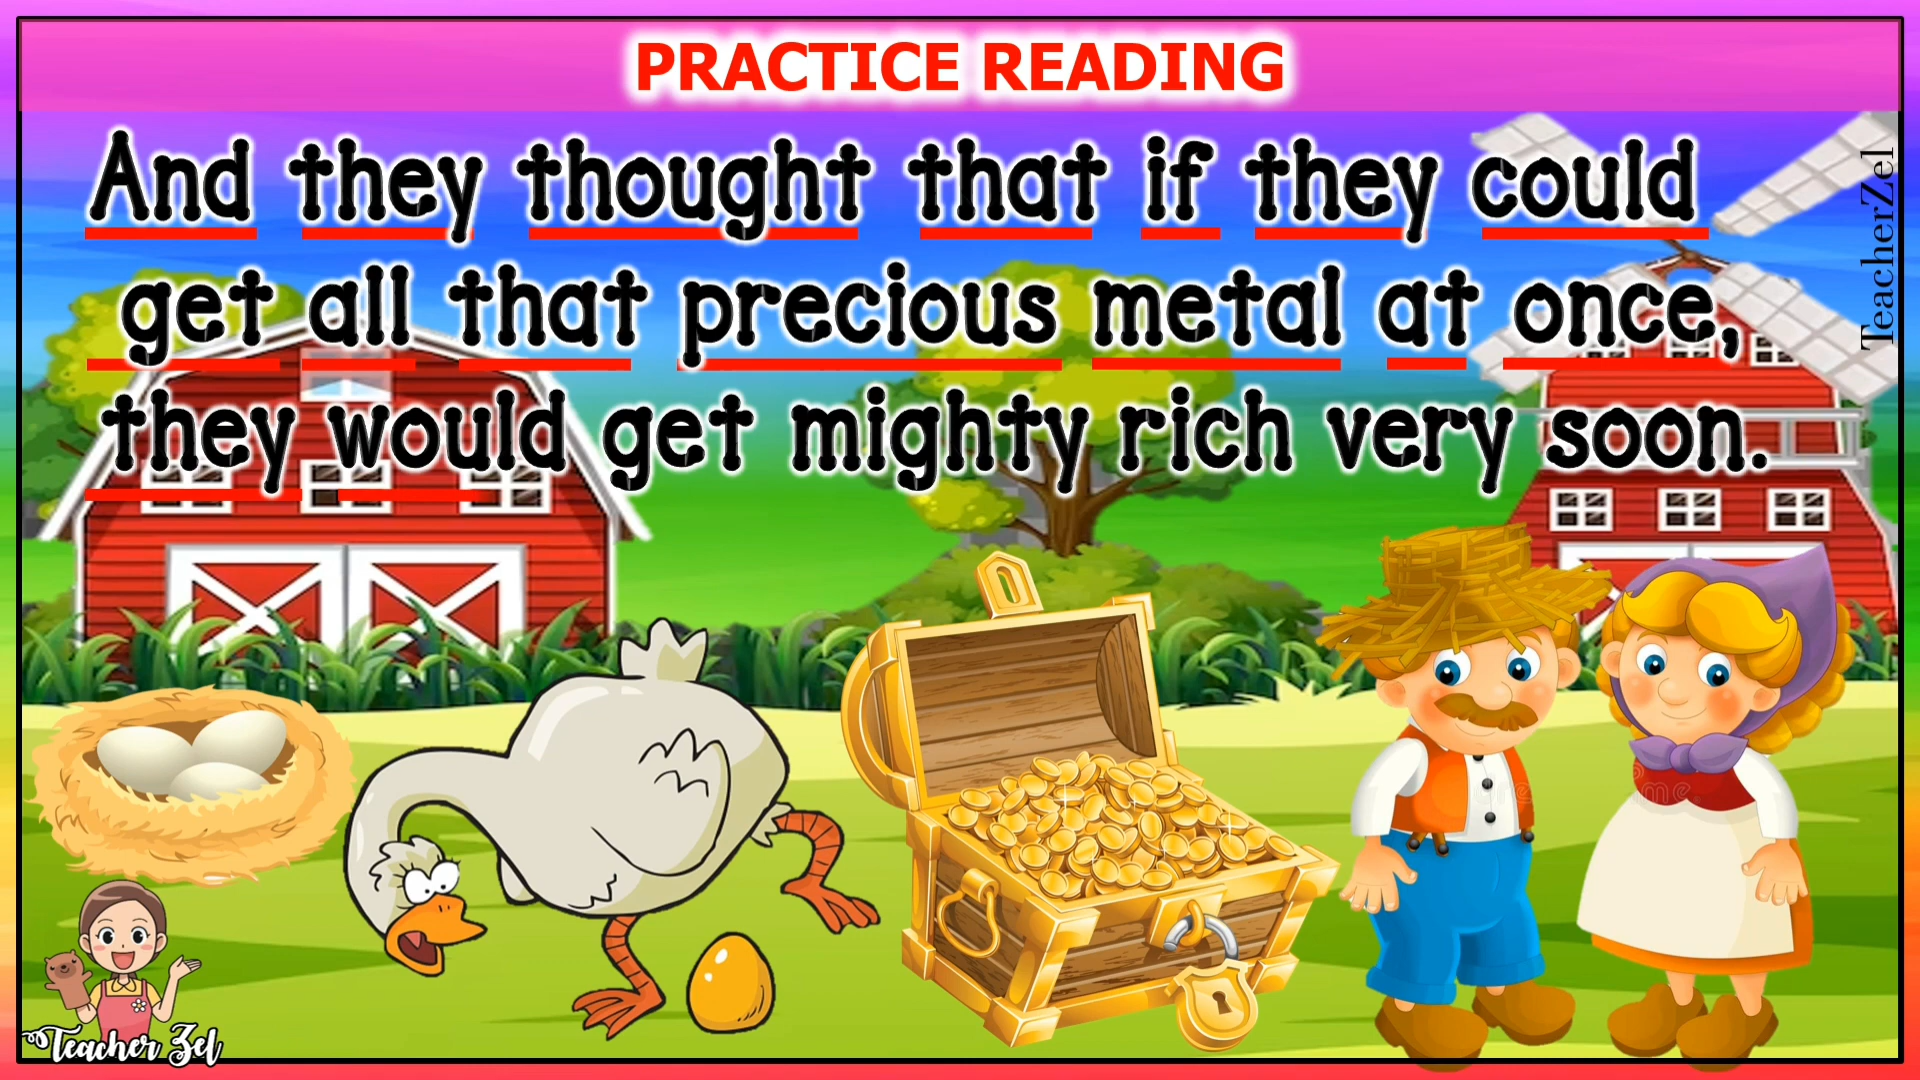 PRACTICE READING
And they thought that if they could
get all that precious metal at once,
they would get mighty rich very soon.
TeacherZel
Teacher Zel